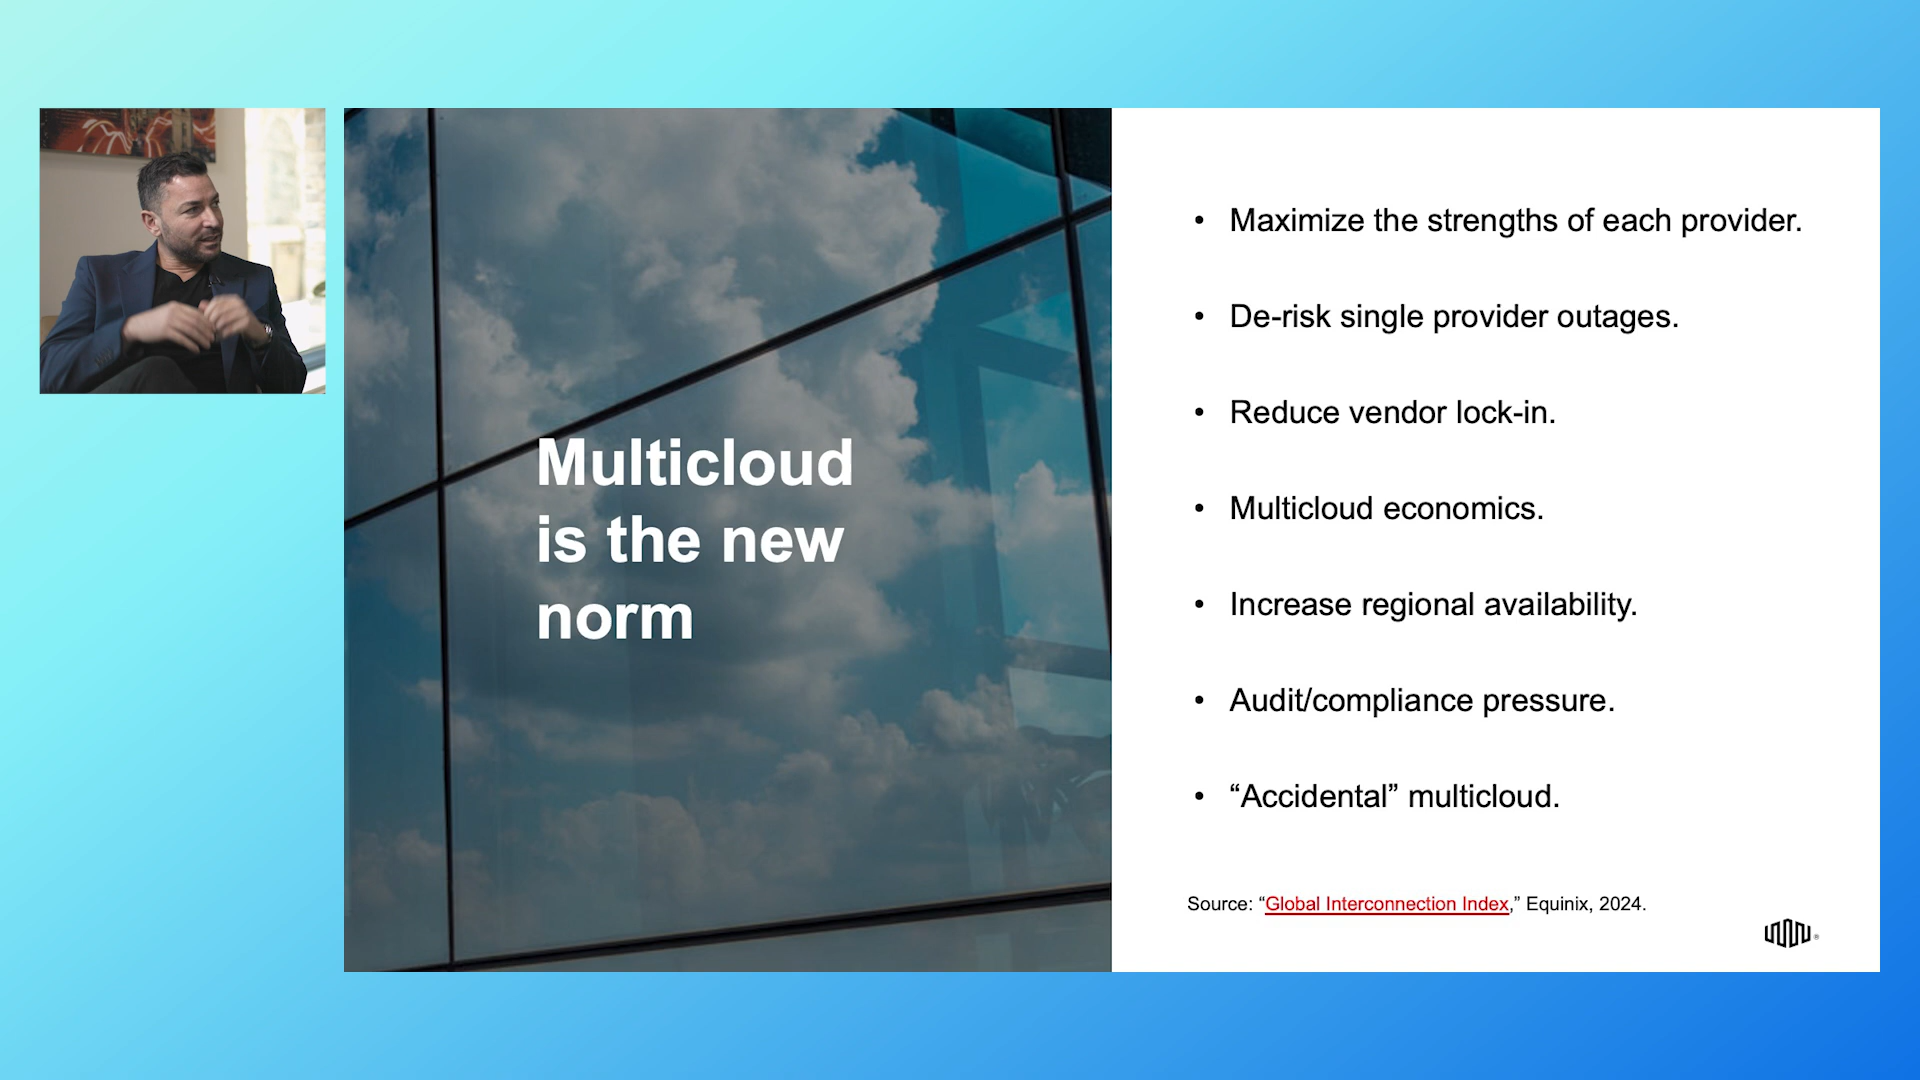 Multicloud
is the new
norm
• Maximize the strengths of each provider.
• De-risk single provider outages.
• Reduce vendor lock-in.
• Multicloud economics.
• Increase regional availability.
• Audit/compliance pressure.
• “Accidental” multicloud.
Source: “Global Interconnection Index,” Equinix, 2024.
®